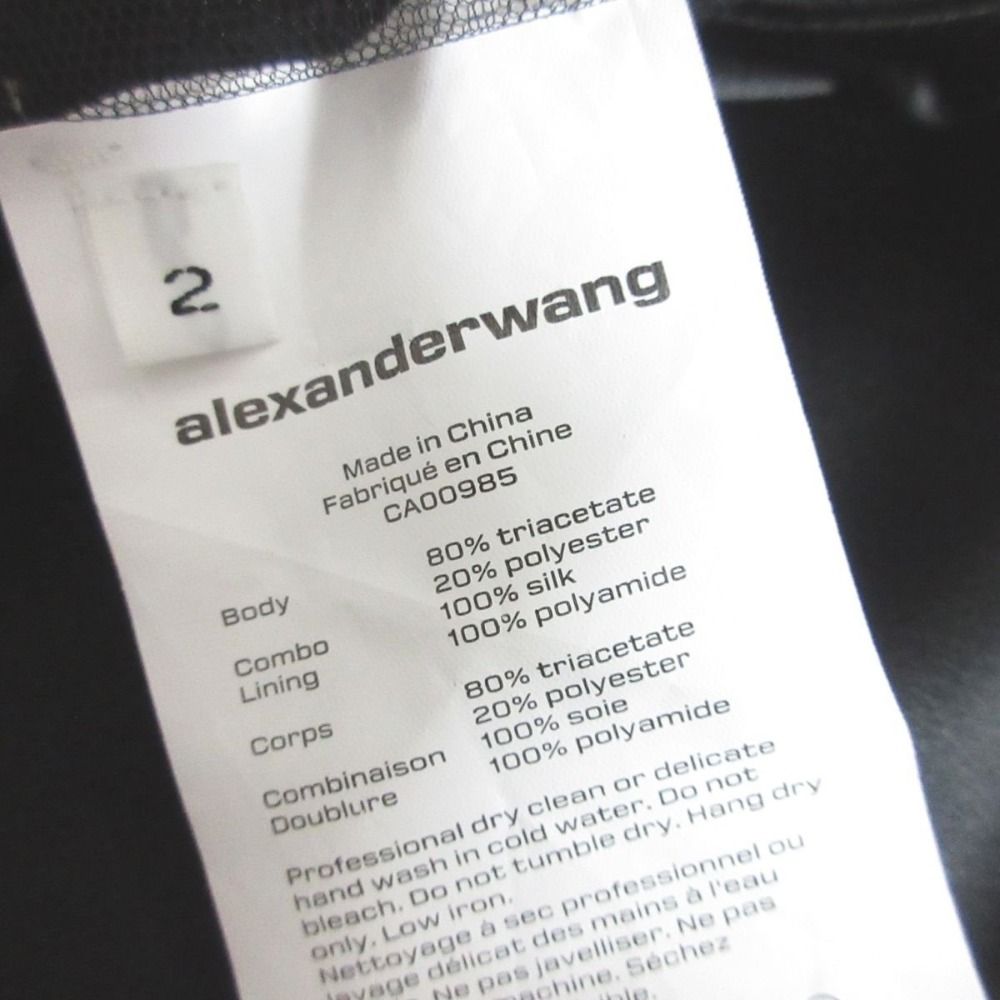 2
alexanderwang
Made in China
Fabriqué en Chine
CA00985
Body 80% triacetate
20% polyester
Combo 100% silk
Lining 100% polyamide
Corps 80% triacetate
20% polyester
Combinaison 100% soie
Doublure 100% polyamide
Professional dry clean or delicate
hand wash in cold water. Do not
bleach. Do not tumble dry. Hang dry
only. Low iron.
Nettoyage à sec professionnel ou
lavage délicat des mains à l'eau
Ne pas javelliser. Ne pas
machine. Séchez